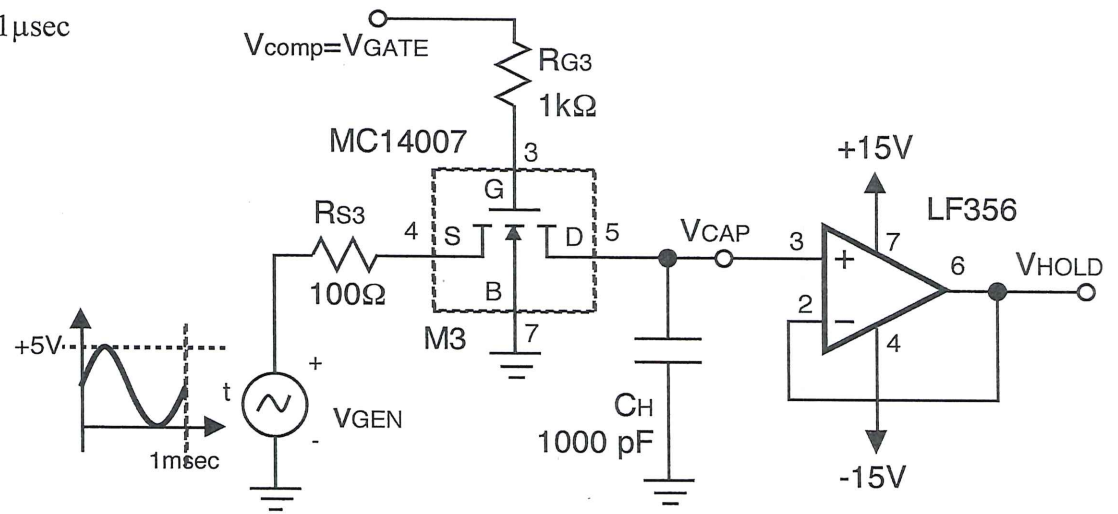 1μsec
Vcomp=VGATE
RG3
1kΩ
MC14007
3
G
+15V
LF356
RS3
100Ω
4
S
D
5
VCAP
3
+
7
6
VHOLD
B
2
−
4
M3
7
+5V
t
+
VGEN
-
1msec
CH
1000 pF
-15V